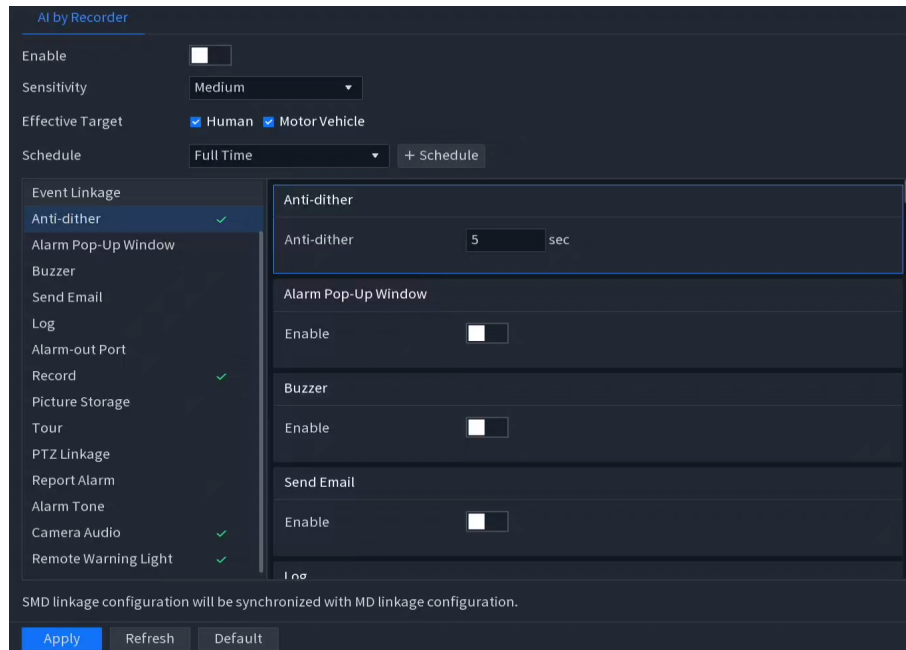 AI by Recorder
Enable
Sensitivity Medium
Effective Target Human Motor Vehicle
Schedule Full Time + Schedule
Event Linkage
Anti-dither
Alarm Pop-Up Window
Buzzer
Send Email
Log
Alarm-out Port
Record
Picture Storage
Tour
PTZ Linkage
Report Alarm
Alarm Tone
Camera Audio
Remote Warning Light
Anti-dither
Anti-dither 5 sec
Alarm Pop-Up Window
Enable
Buzzer
Enable
Send Email
Enable
Log
SMD linkage configuration will be synchronized with MD linkage configuration.
Apply Refresh Default